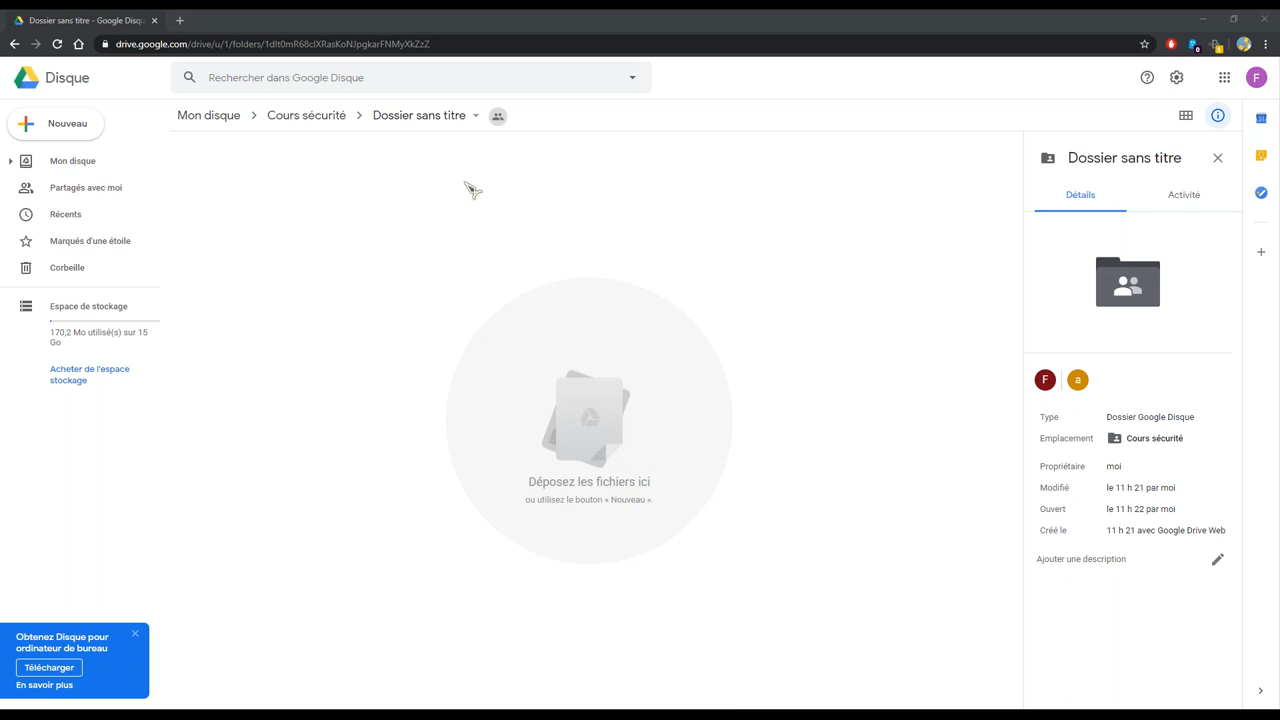 Dossier sans titre - Google Disqu
drive.google.com/drive/u/1/folders/
Disque
Rechercher dans Google Disque
F
Mon disque
Cours sécurité
Dossier sans titre
Nouveau
Mon disque
Partagés avec moi
Récents
Marqués d'une étoile
Corbeille
Espace de stockage
170,2 Mo utilisé(s) sur 15
Go
Acheter de l'espace
stockage
Déposez les fichiers ici
ou utilisez le bouton « Nouveau ».
Dossier sans titre
Détails
Activité
F
a
Type
Dossier Google Disque
Emplacement
Cours sécurité
Propriétaire
moi
Modifié
le 11 h 21 par moi
Ouvert
le 11 h 22 par moi
Créé le
11 h 21 avec Google Drive Web
Ajouter une description
Obtenez Disque pour
ordinateur de bureau
Télécharger
En savoir plus